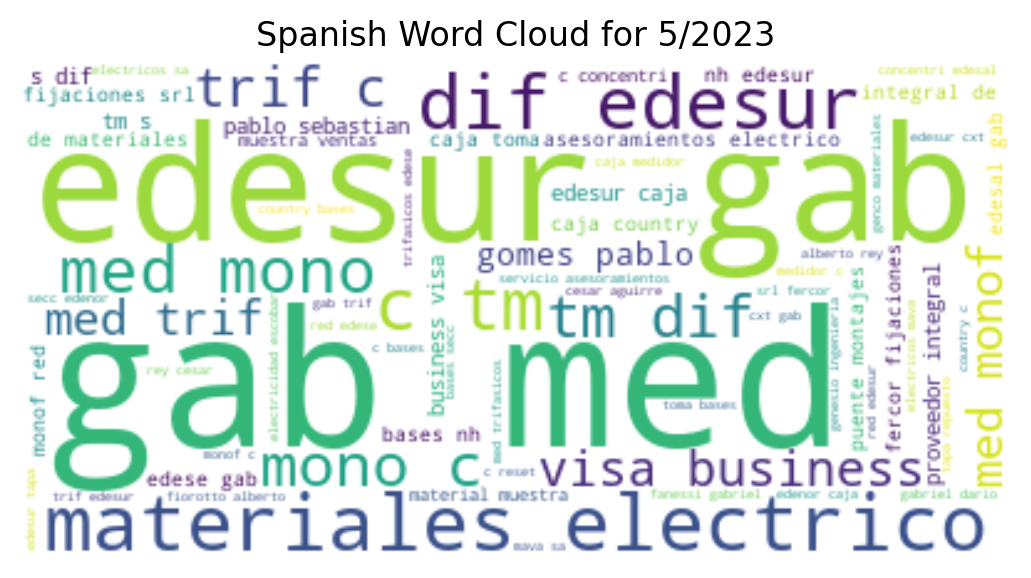 Spanish Word Cloud for 5/2023
s dif
electricos sa
trif c
dif edesur
c concentri
nh edesur
concentri edesal
fijaciones srl
integral de
tm s
pablo sebastian
de materiales
muestra ventas
caja toma
asesoramientos electrico
edesur cxt
genco materiales
edesal gab
edesur gab
trifasicos edese
caja medidor
edesur caja
country bases
caja country
med mono
gomes pablo
alberto rey
servicio asesoramientos
medidor c
cesar aguirre
srl fercor
secc edenor
gab trif
med trif
c tm
tm dif
cxt gab
red edese
electricidad escobar
business visa
bases secc
c bases
monof red
rey cesar
gab med
med trifasicos
toma bases
genesio ingenieria
puente montajes
red edesur
fercor fijaciones
electricos mava
proveedor integral
country c
tapa repuesto
med monof
bases nh
monof c
edese gab
mono c
c reset
visa business
edesur tapa
trif edesur
fiorotto alberto
material muestra
fanessi gabriel
edenor caja
gabriel dario
materiales electrico
mava sa